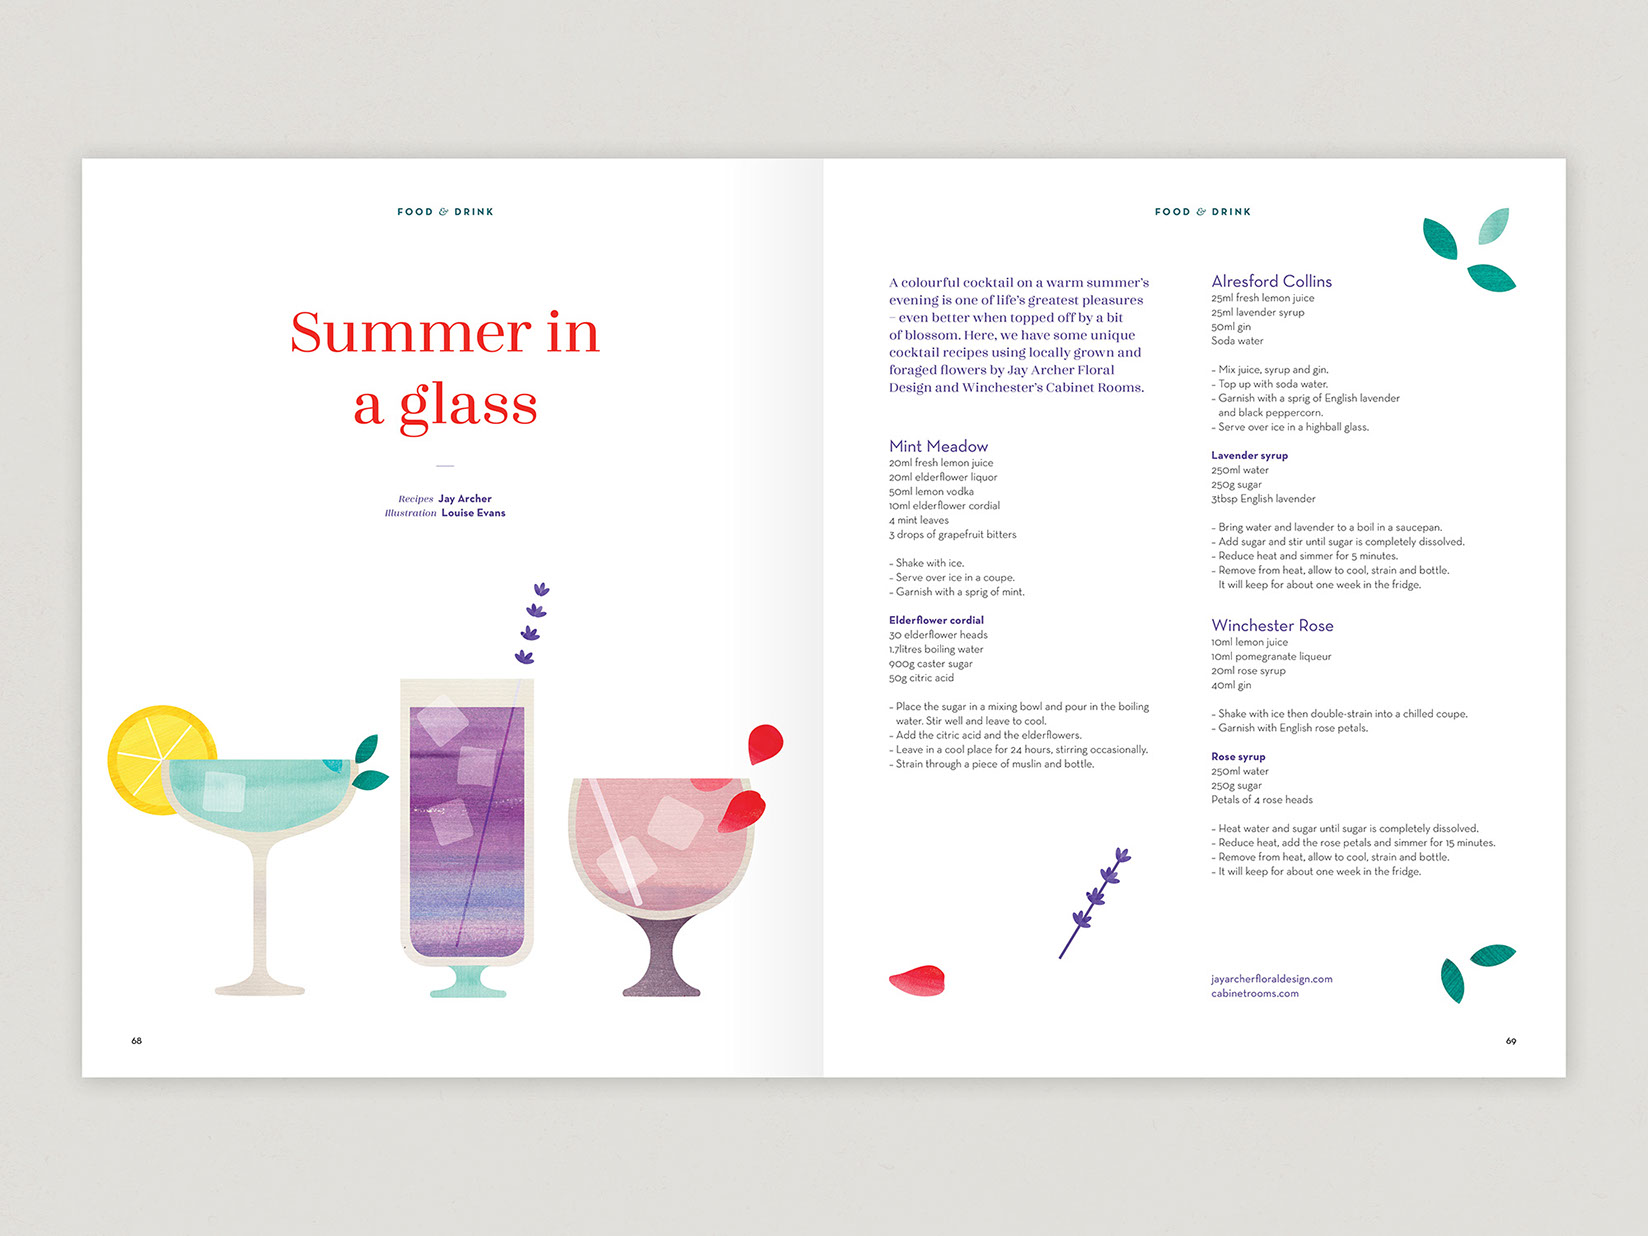 FOOD & DRINK
Summer in
a glass
Recipes Jay Archer
Illustration Louise Evans
68
FOOD & DRINK
A colourful cocktail on a warm summer's
evening is one of life's greatest pleasures
– even better when topped off by a bit
of blossom. Here, we have some unique
cocktail recipes using locally grown and
foraged flowers by Jay Archer Floral
Design and Winchester's Cabinet Rooms.
Mint Meadow
20ml fresh lemon juice
20ml elderflower liquor
50ml lemon vodka
10ml elderflower cordial
4 mint leaves
3 drops of grapefruit bitters
– Shake with ice.
– Serve over ice in a coupe.
– Garnish with a sprig of mint.
Elderflower cordial
30 elderflower heads
1.7litres boiling water
900g caster sugar
50g citric acid
– Place the sugar in a mixing bowl and pour in the boiling
water. Stir well and leave to cool.
– Add the citric acid and the elderflowers.
– Leave in a cool place for 24 hours, stirring occasionally.
– Strain through a piece of muslin and bottle.
Alresford Collins
25ml fresh lemon juice
25ml lavender syrup
50ml gin
Soda water
– Mix juice, syrup and gin.
– Top up with soda water.
– Garnish with a sprig of English lavender
and black peppercorn.
– Serve over ice in a highball glass.
Lavender syrup
250ml water
250g sugar
3tbsp English lavender
– Bring water and lavender to a boil in a saucepan.
– Add sugar and stir until sugar is completely dissolved.
– Reduce heat and simmer for 5 minutes.
– Remove from heat, allow to cool, strain and bottle.
It will keep for about one week in the fridge.
Winchester Rose
10ml lemon juice
10ml pomegranate liqueur
20ml rose syrup
40ml gin
– Shake with ice then double-strain into a chilled coupe.
– Garnish with English rose petals.
Rose syrup
250ml water
250g sugar
Petals of 4 rose heads
– Heat water and sugar until sugar is completely dissolved.
– Reduce heat, add the rose petals and simmer for 15 minutes.
– Remove from heat, allow to cool, strain and bottle.
– It will keep for about one week in the fridge.
jayarcherfloraldesign.com
cabinetrooms.com
69